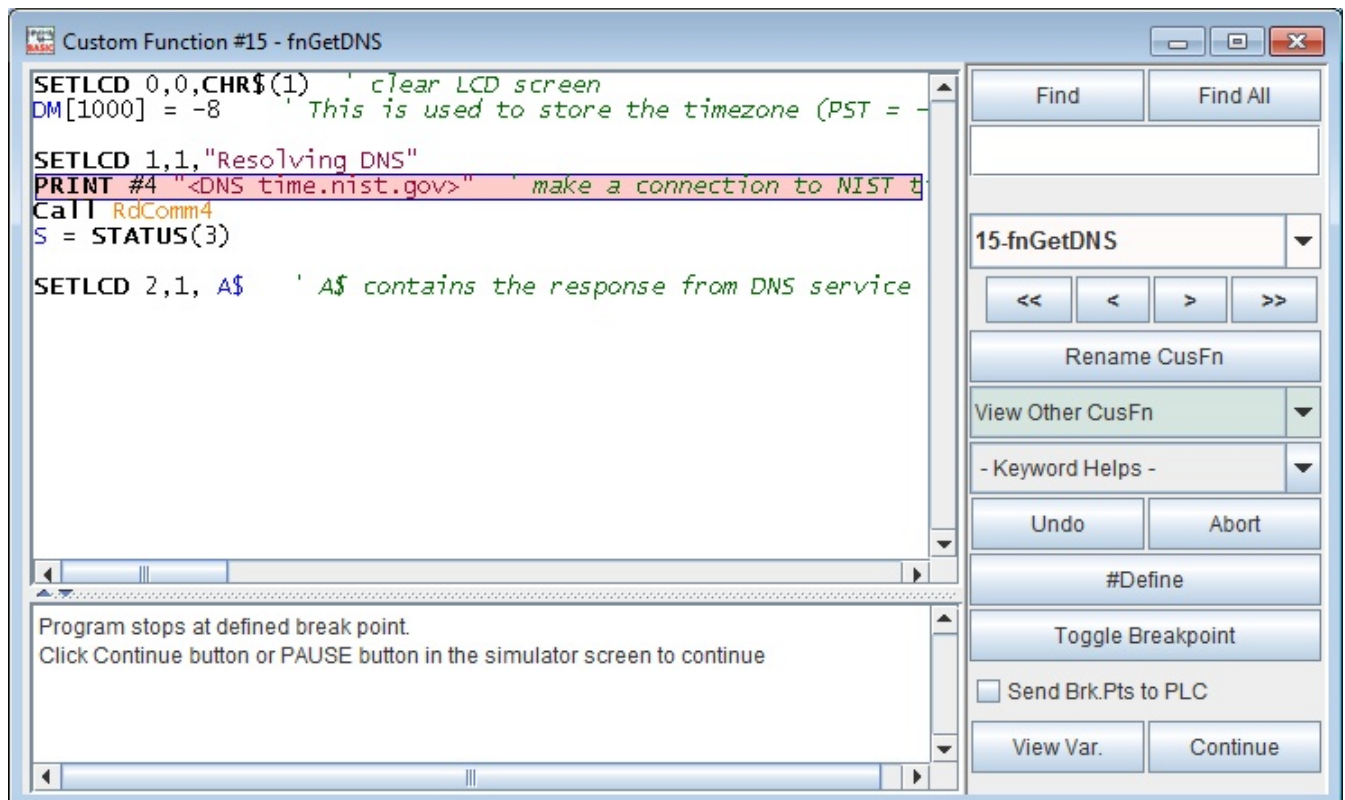 Custom Function #15 - fnGetDNS
SETLCD 0,0,CHR$(1) ' clear LCD screen
DM[1000] = -8 ' This is used to store the timezone (PST = -
SETLCD 1,1,"Resolving DNS"
PRINT #4 "<DNS time.nist.gov>" ' make a connection to NIST t
Call RdComm4
S = STATUS(3)
SETLCD 2,1, A$ ' A$ contains the response from DNS service
Program stops at defined break point.
Click Continue button or PAUSE button in the simulator screen to continue
Find Find All
15-fnGetDNS
<< < > >>
Rename CusFn
View Other CusFn
- Keyword Helps -
Undo Abort
#Define
Toggle Breakpoint
Send Brk.Pts to PLC
View Var. Continue